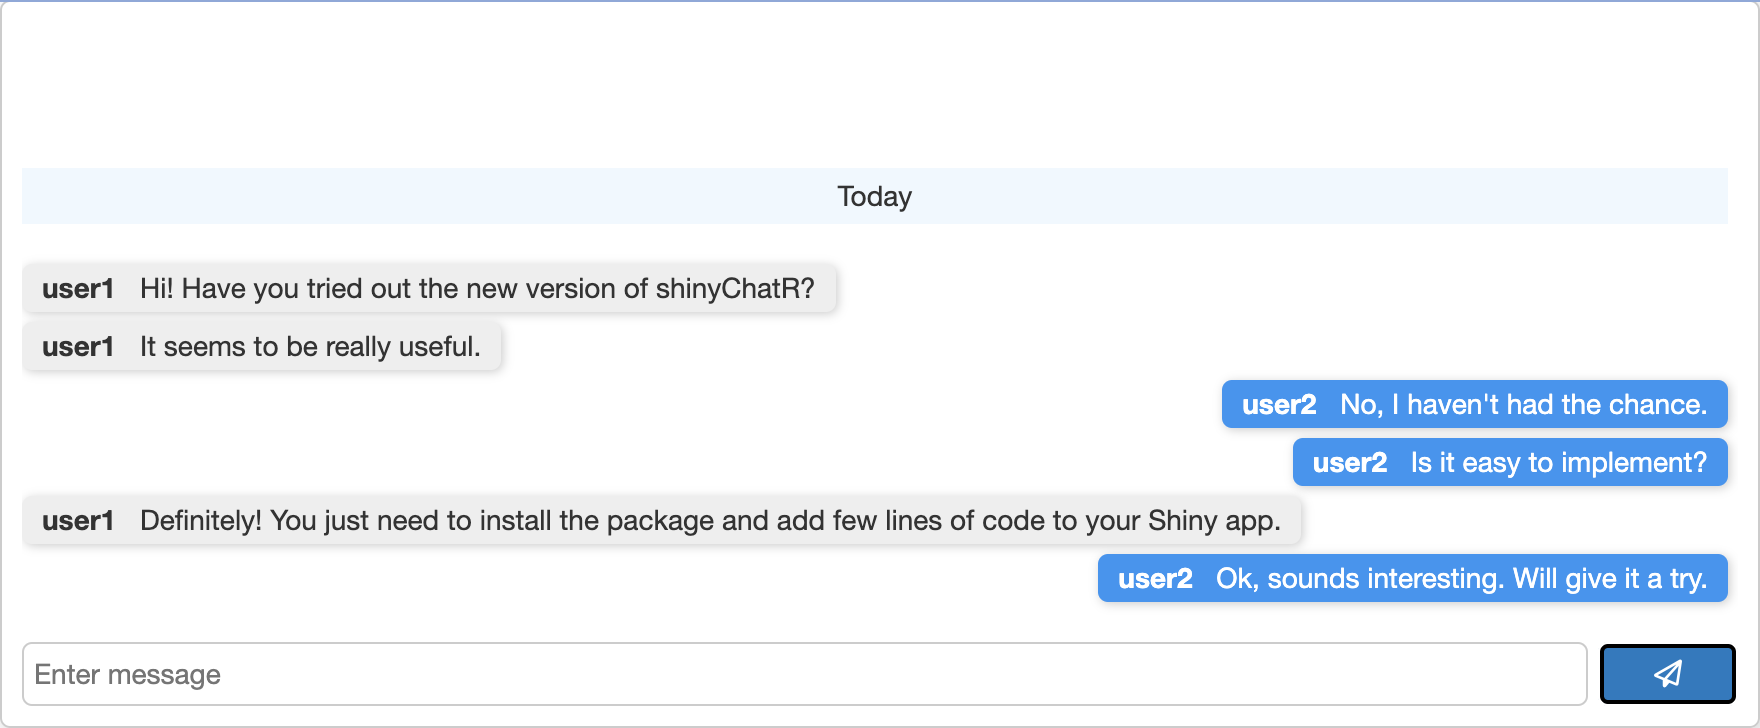 Today
user1 Hi! Have you tried out the new version of shinyChatR?
user1 It seems to be really useful.
user2 No, I haven't had the chance.
user2 Is it easy to implement?
user1 Definitely! You just need to install the package and add few lines of code to your Shiny app.
user2 Ok, sounds interesting. Will give it a try.
Enter message